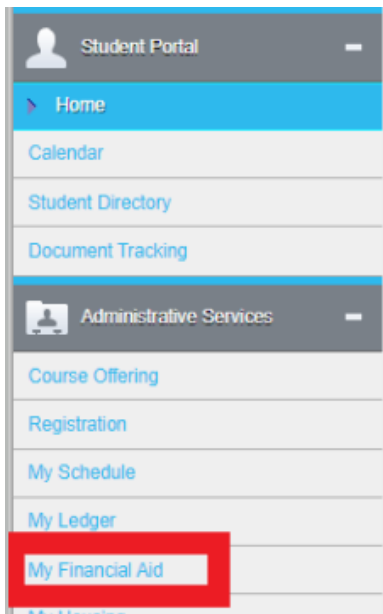 Student Portal
Home
Calendar
Student Directory
Document Tracking
Administrative Services
Course Offering
Registration
My Schedule
My Ledger
My Financial Aid